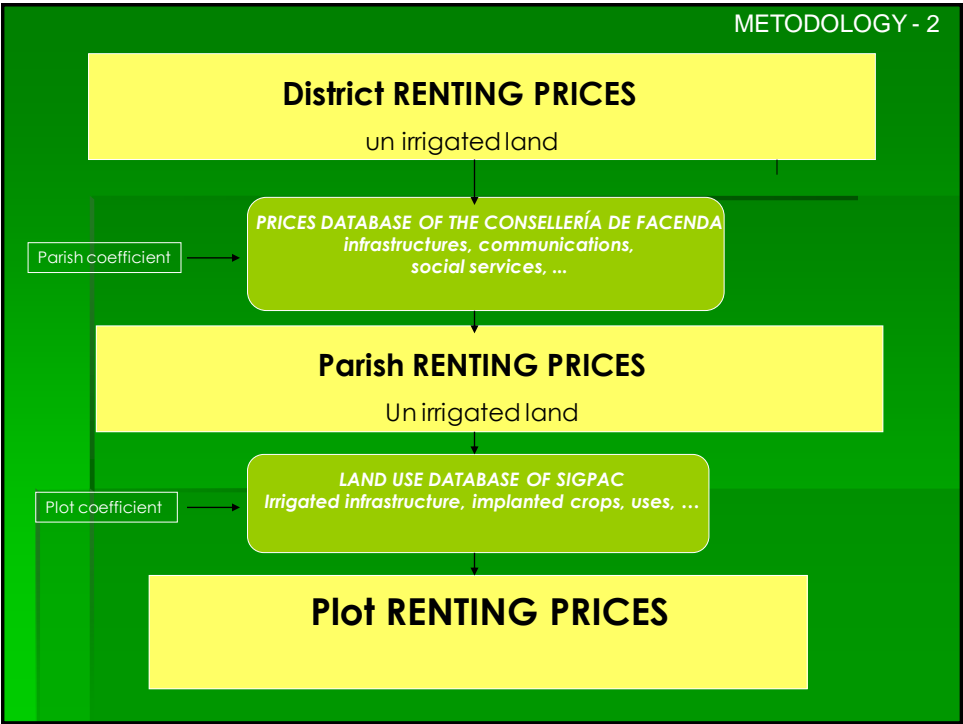 METODOLOGY - 2
District RENTING PRICES
un irrigated land
PRICES DATABASE OF THE CONSELLERÍA DE FACENDA
infrastructures, communications,
social services, ...
Parish coefficient
Parish RENTING PRICES
Un irrigated land
LAND USE DATABASE OF SIGPAC
Irrigated infrastructure, implanted crops, uses, …
Plot coefficient
Plot RENTING PRICES